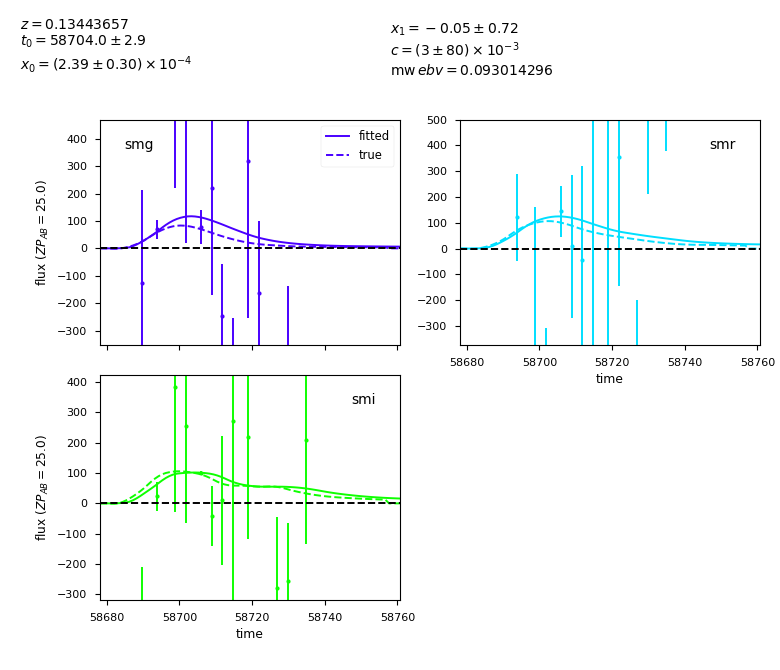 z = 0.13443657
t₀ = 58704.0 ± 2.9
x₀ = (2.39 ± 0.30) × 10⁻⁴
x₁ = −0.05 ± 0.72
c = (3 ± 80) × 10⁻³
mw ebv = 0.093014296
smg
fitted
true
400
300
200
100
0
−100
−200
−300
flux (ZP_AB = 25.0)
smr
500
400
300
200
100
0
−100
−200
−300
58680 58700 58720 58740 58760
time
smi
400
300
200
100
0
−100
−200
−300
flux (ZP_AB = 25.0)
58680 58700 58720 58740 58760
time